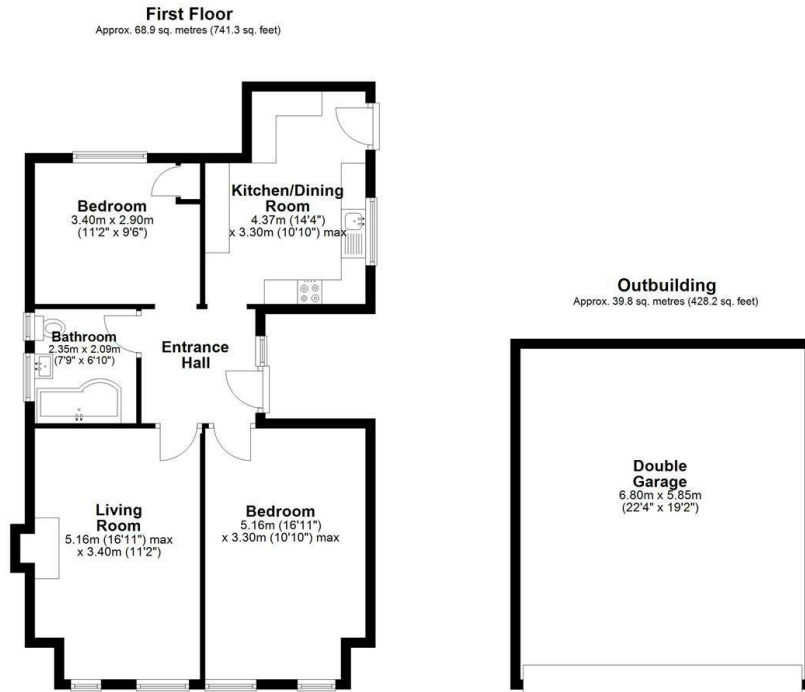 First Floor
Approx. 68.9 sq. metres (741.3 sq. feet)
Kitchen/Dining
Room
4.37m (14'4")
x 3.30m (10'10") max
Bedroom
3.40m x 2.90m
(11'2" x 9'6")
Outbuilding
Approx. 39.8 sq. metres (428.2 sq. feet)
Bathroom
2.35m x 2.09m
(7'9" x 6'10")
Entrance
Hall
Double
Garage
6.80m x 5.85m
(22'4" x 19'2")
Living
Room
5.16m (16'11") max
x 3.40m (11'2")
Bedroom
5.16m (16'11")
x 3.30m (10'10") max